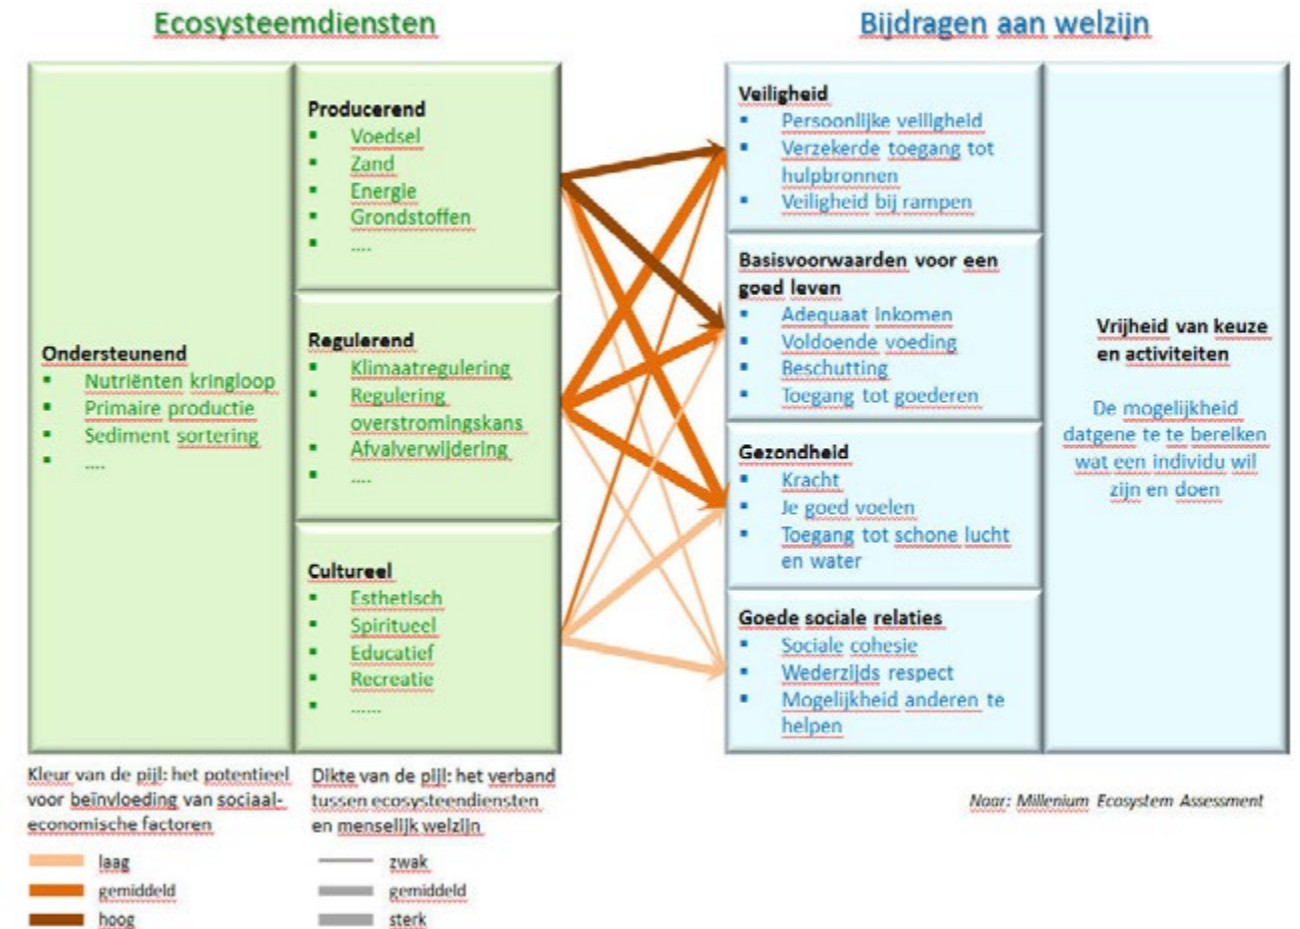 Ecosysteemdiensten
Ondersteunend
▪ Nutriënten kringloop
▪ Primaire productie
▪ Sediment sortering
▪ ....
Producerend
▪ Voedsel
▪ Zand
▪ Energie
▪ Grondstoffen
▪ ....
Regulerend
▪ Klimaatregulering
▪ Regulering
overstromingskans
▪ Afvalverwijdering
▪ ....
Cultureel
▪ Esthetisch
▪ Spiritueel
▪ Educatief
▪ Recreatie
▪ ......
Bijdragen aan welzijn
Veiligheid
▪ Persoonlijke veiligheid
▪ Verzekerde toegang tot
hulpbronnen
▪ Veiligheid bij rampen
Basisvoorwaarden voor een
goed leven
▪ Adequaat inkomen
▪ Voldoende voeding
▪ Beschutting
▪ Toegang tot goederen
Gezondheid
▪ Kracht
▪ Je goed voelen
▪ Toegang tot schone lucht
en water
Goede sociale relaties
▪ Sociale cohesie
▪ Wederzijds respect
▪ Mogelijkheid anderen te
helpen
Vrijheid van keuze
en activiteiten
De mogelijkheid
datgene te te bereiken
wat een individu wil
zijn en doen
Kleur van de pijl: het potentieel
voor beïnvloeding van sociaal-
economische factoren
laag
gemiddeld
hoog
Dikte van de pijl: het verband
tussen ecosysteendiensten
en menselijk welzijn
zwak
gemiddeld
sterk
Naar: Millenium Ecosystem Assessment